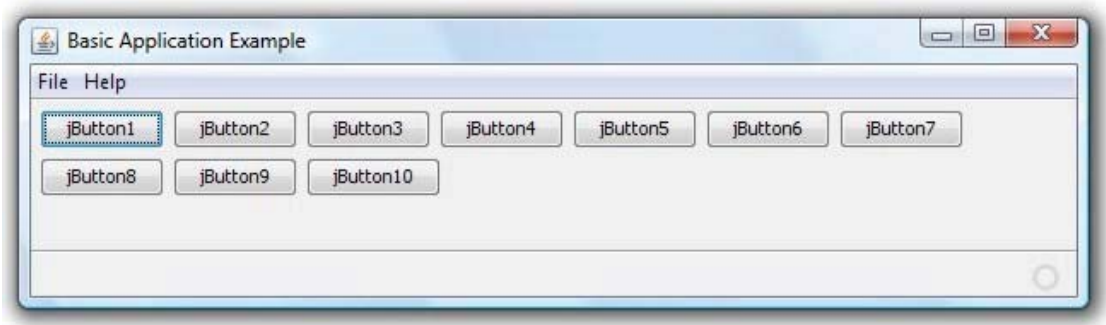 Basic Application Example
File Help
jButton1 jButton2 jButton3 jButton4 jButton5 jButton6 jButton7
jButton8 jButton9 jButton10